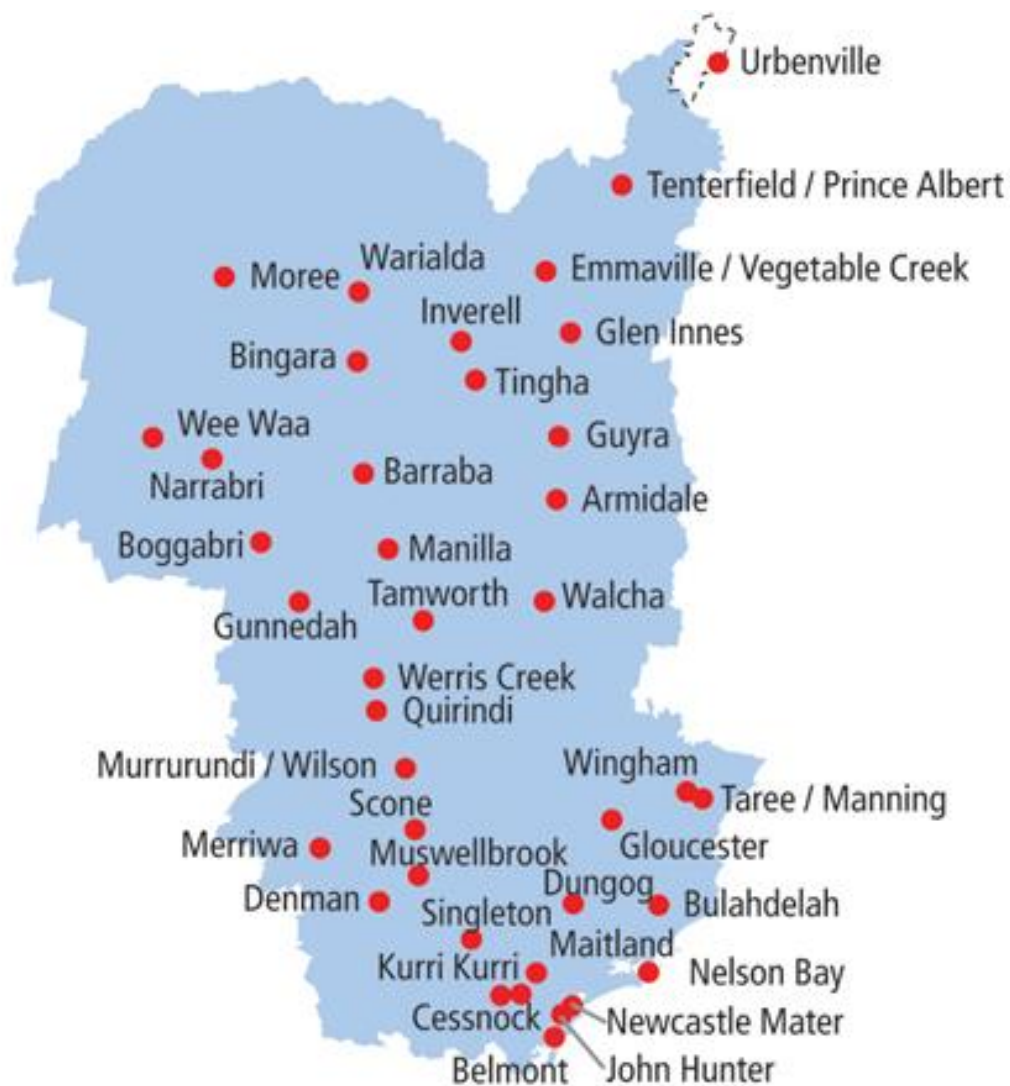 Urbenville
Tenterfield / Prince Albert
Warialda
Moree
Emmaville / Vegetable Creek
Inverell
Glen Innes
Bingara
Tingha
Wee Waa
Guyra
Narrabri
Barraba
Armidale
Boggabri
Manilla
Tamworth
Walcha
Gunnedah
Werris Creek
Quirindi
Murrurundi / Wilson
Wingham
Scone
Taree / Manning
Merriwa
Muswellbrook
Gloucester
Denman
Dungog
Singleton
Bulahdelah
Maitland
Kurri Kurri
Nelson Bay
Cessnock
Newcastle Mater
Belmont
John Hunter